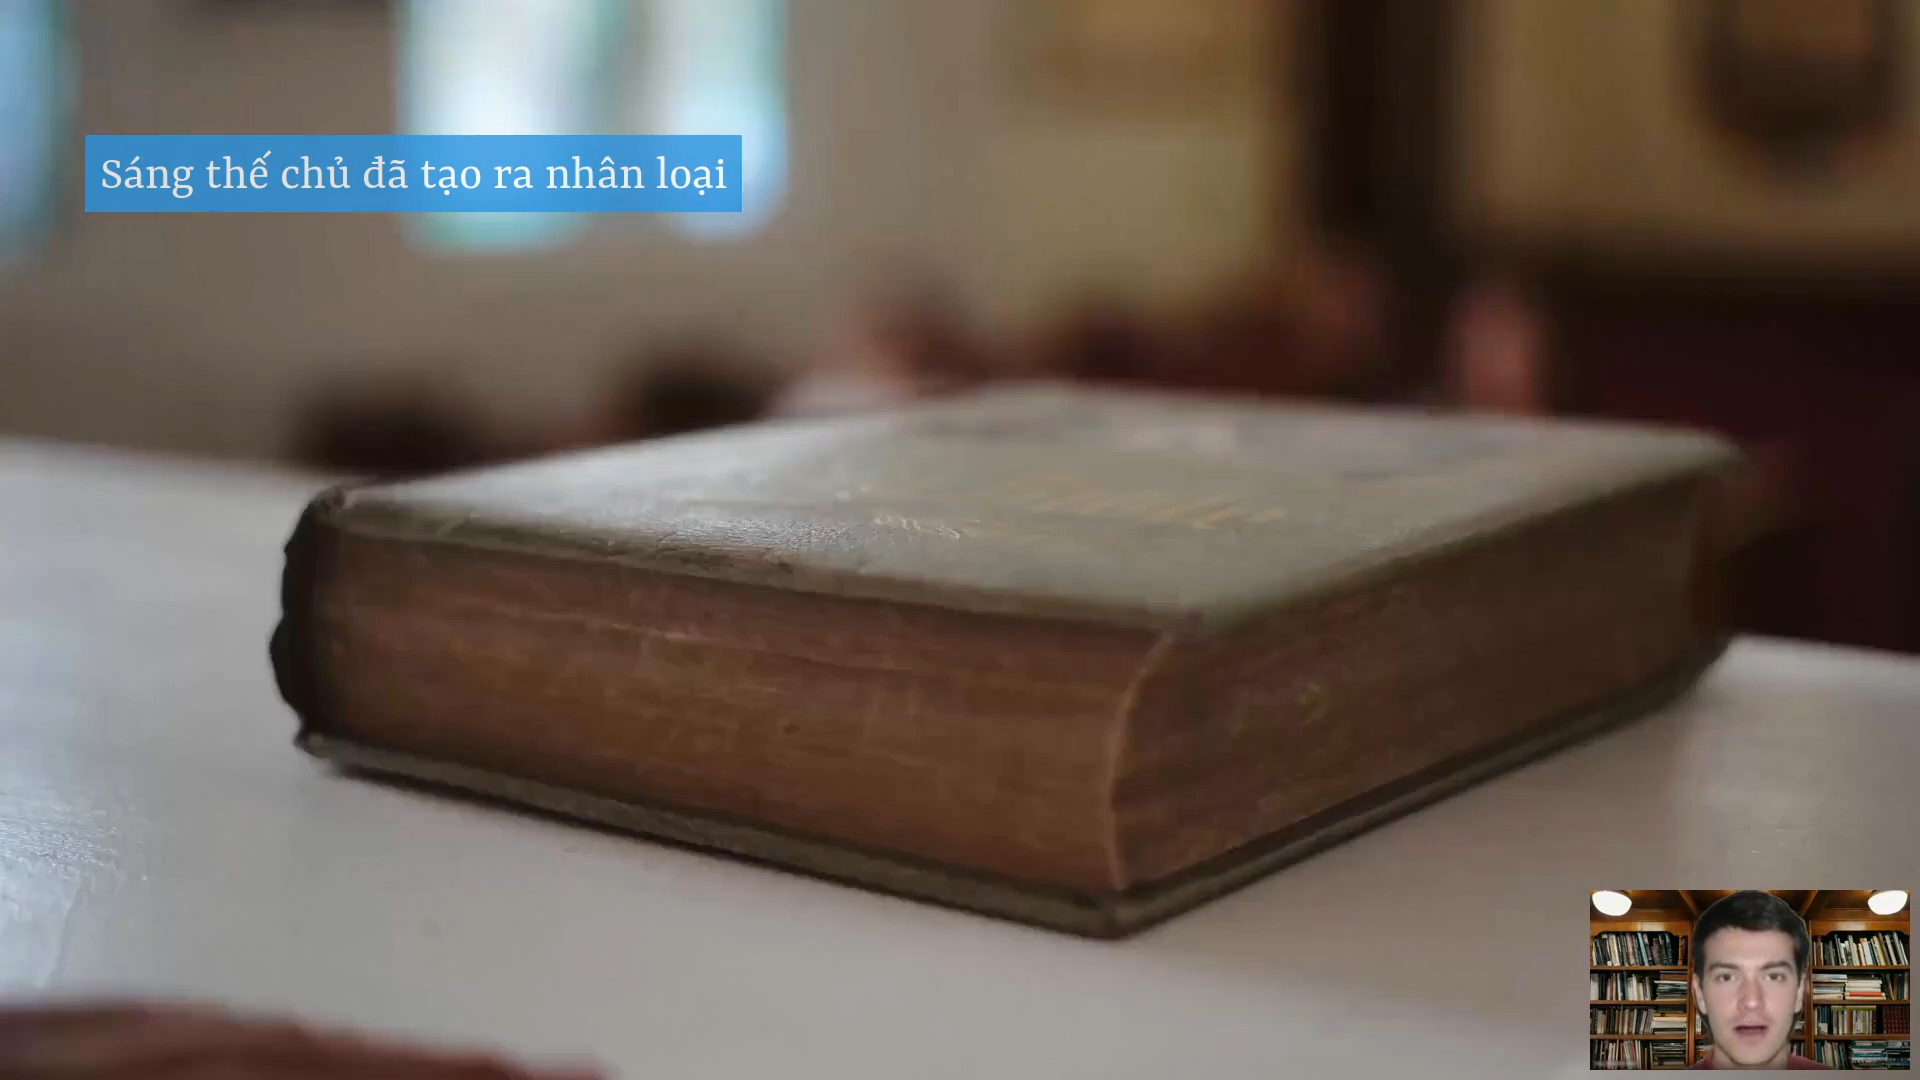 Sáng thế chủ đã tạo ra nhân loại